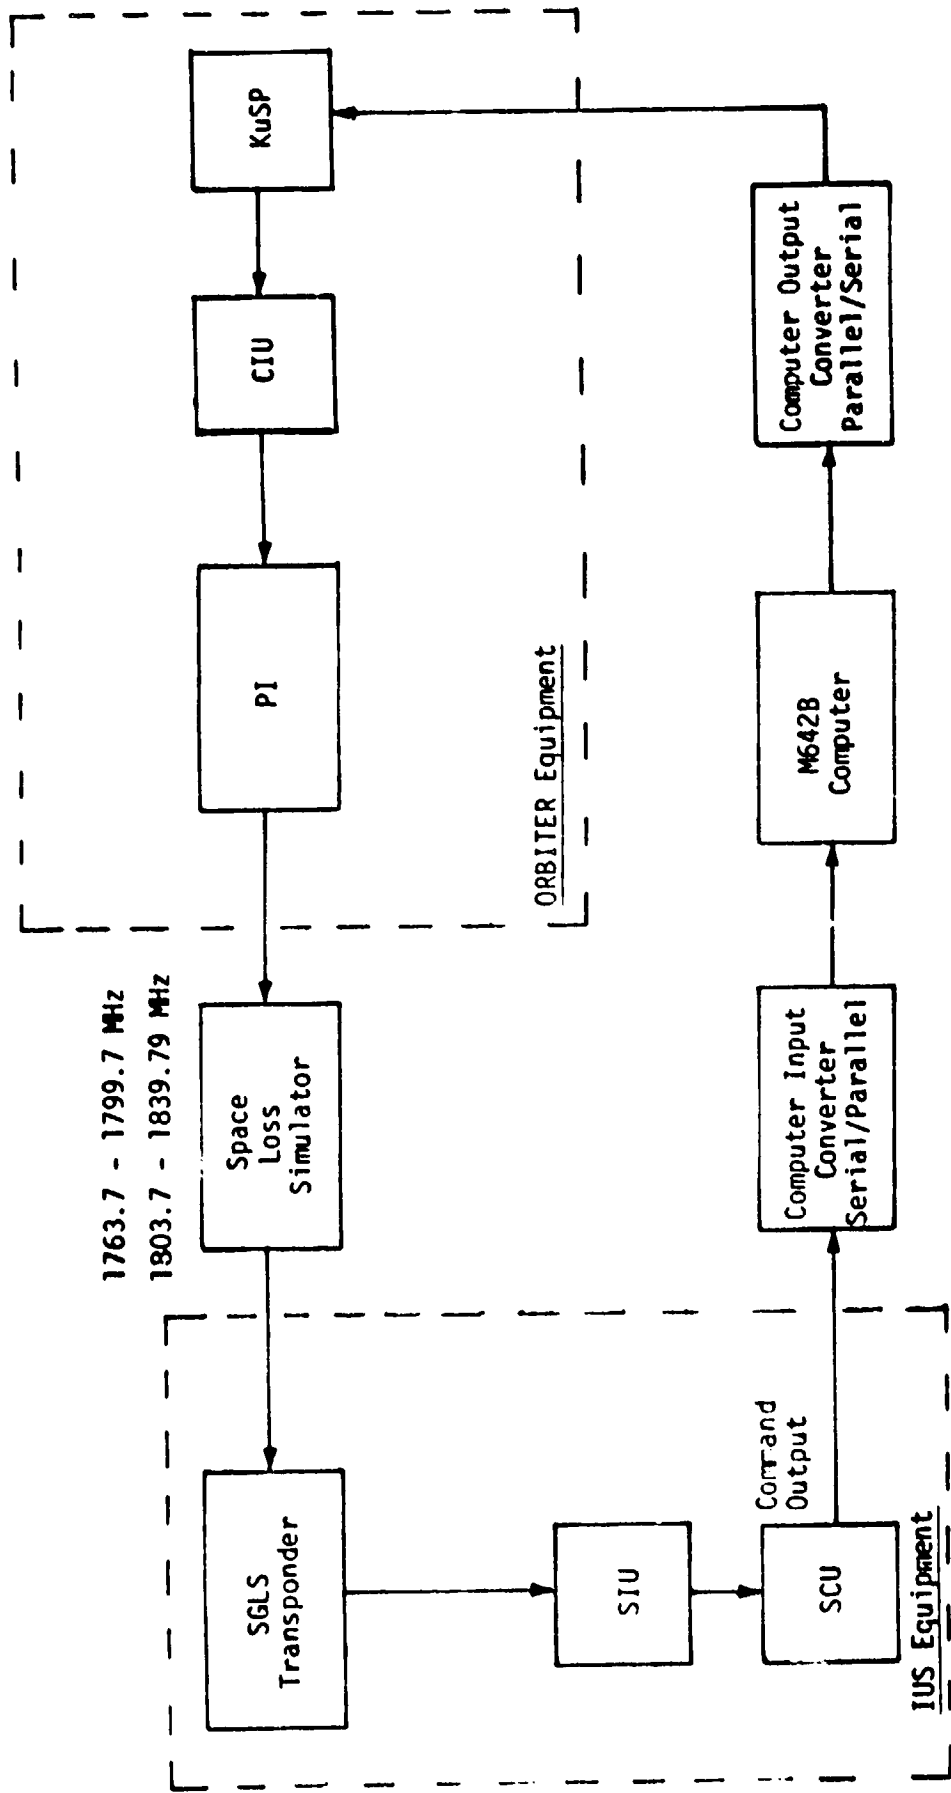 1763.7 - 1799.7 MHz
1803.7 - 1839.79 MHz
SGLS
Transponder
Space
Loss
Simulator
PI
CIU
KuSP
ORBITER Equipment
SIU
SCU
Command
Output
Computer Input
Converter
Serial/Parallel
M642B
Computer
Computer Output
Converter
Parallel/Serial
IUS Equipment